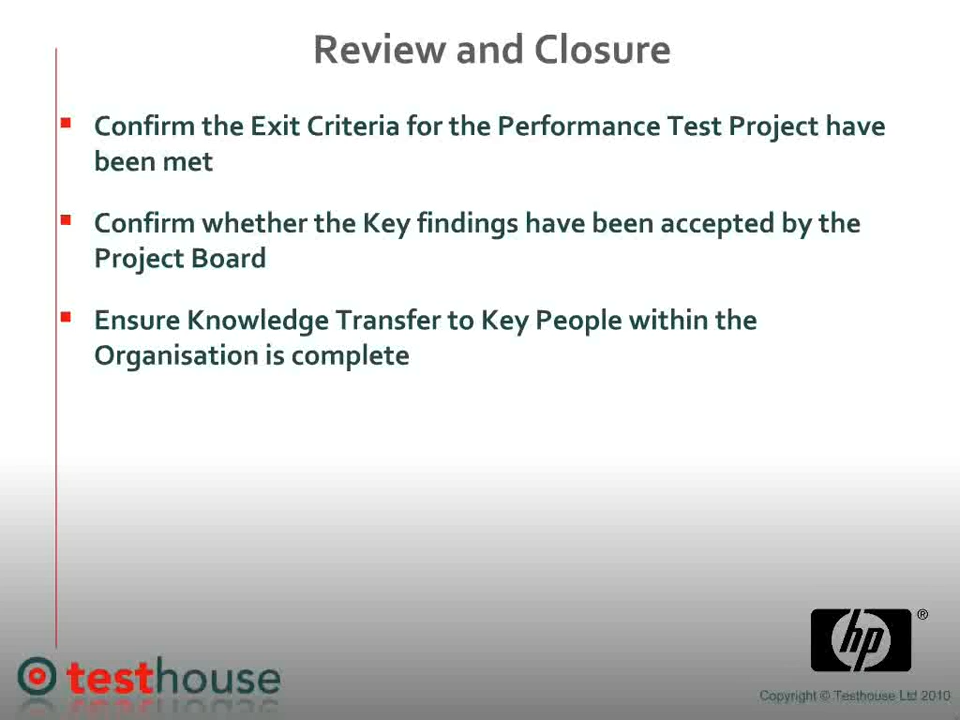 Review and Closure
Confirm the Exit Criteria for the Performance Test Project have
been met
Confirm whether the Key findings have been accepted by the
Project Board
Ensure Knowledge Transfer to Key People within the
Organisation is complete
hp ®
testhouse
Copyright © Testhouse Ltd 2010